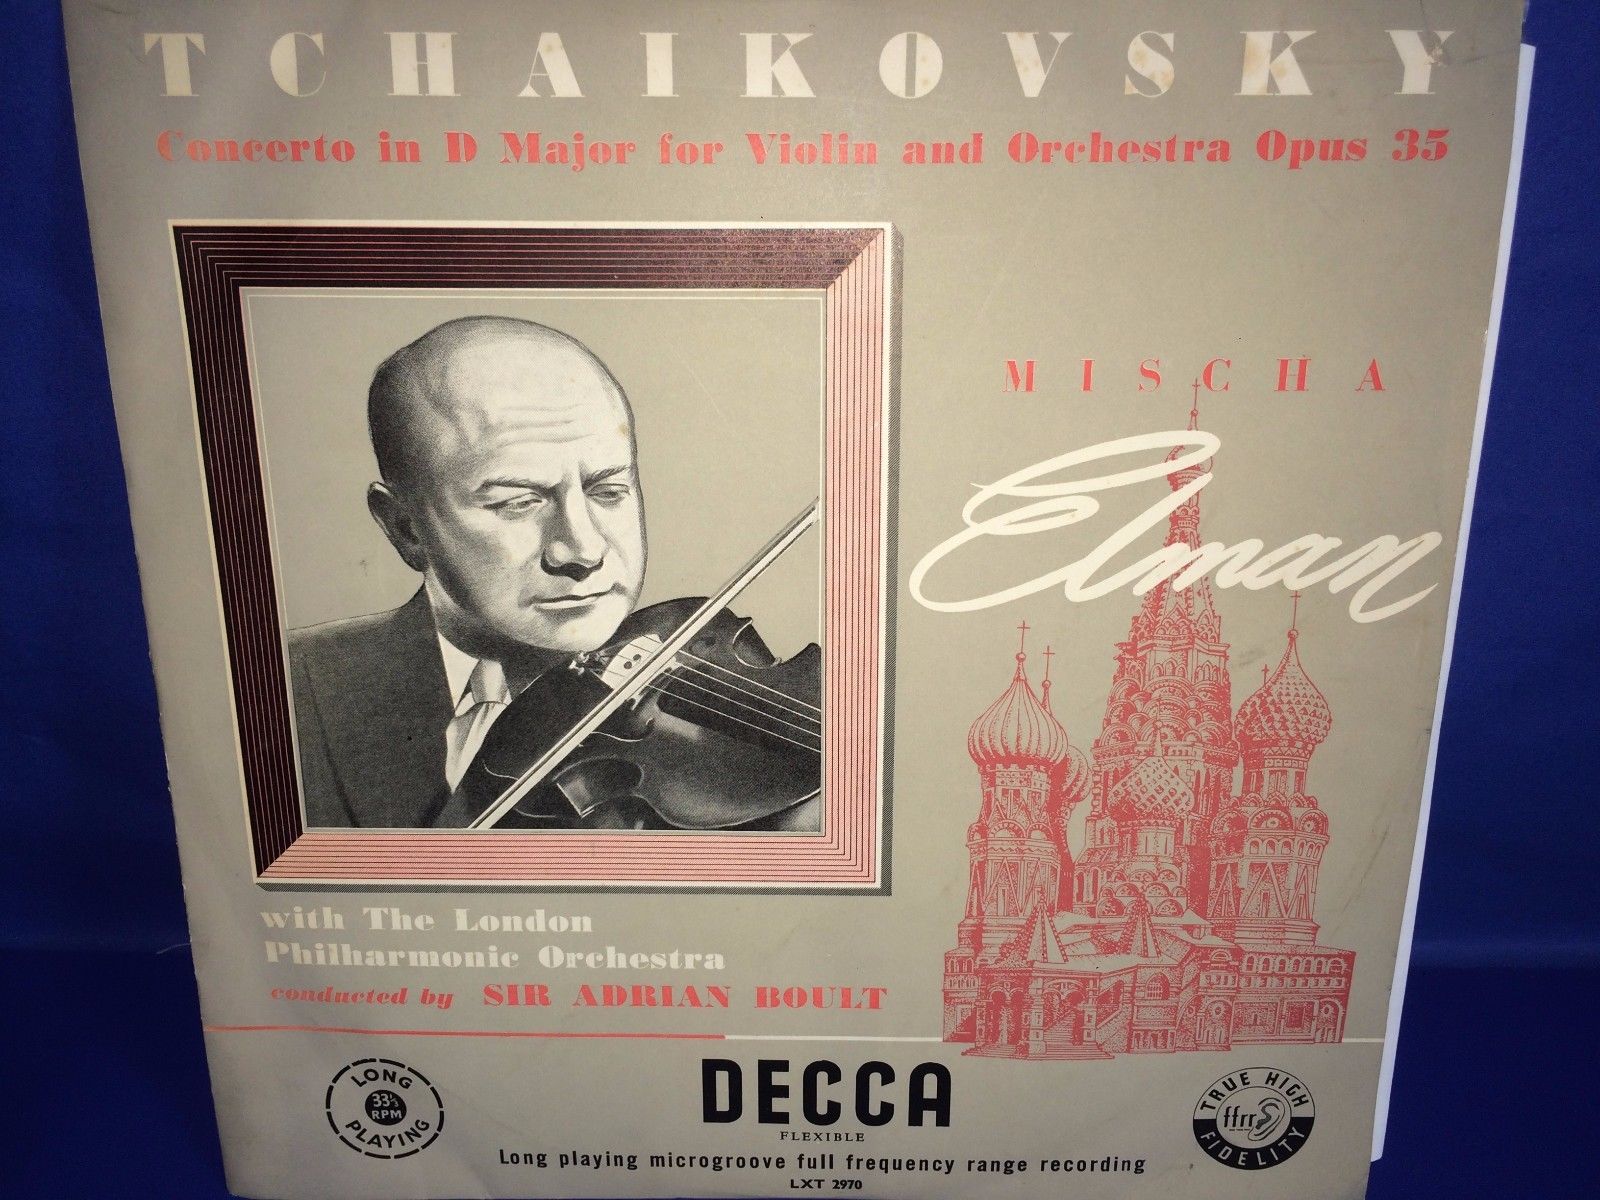 TCHAIKOVSKY
Concerto in D Major for Violin and Orchestra Opus 35
MISCHA
Elman
with The London
Philharmonic Orchestra
conducted by SIR ADRIAN BOULT
LONG
33⅓
RPM
PLAYING
DECCA
FLEXIBLE
Long playing microgroove full frequency range recording
LXT 2970
TRUE HIGH
ffrr
FIDELITY